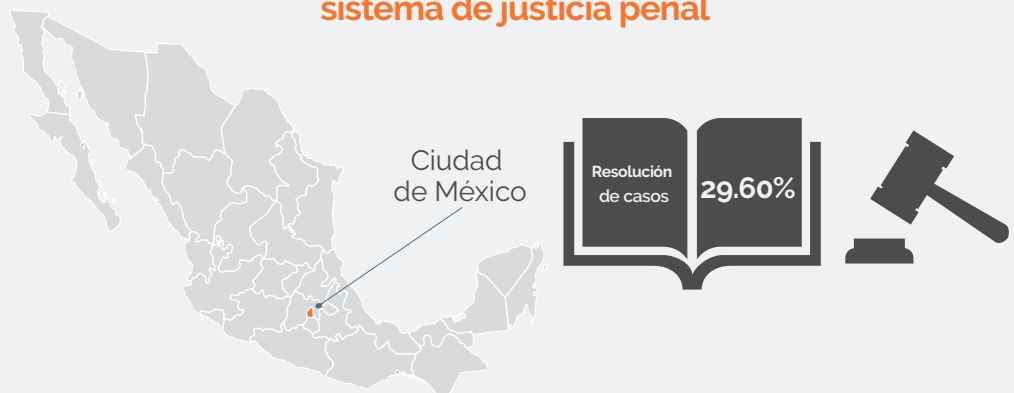 sistema de justicia penal
Ciudad
de México
Resolución
de casos
29.60%